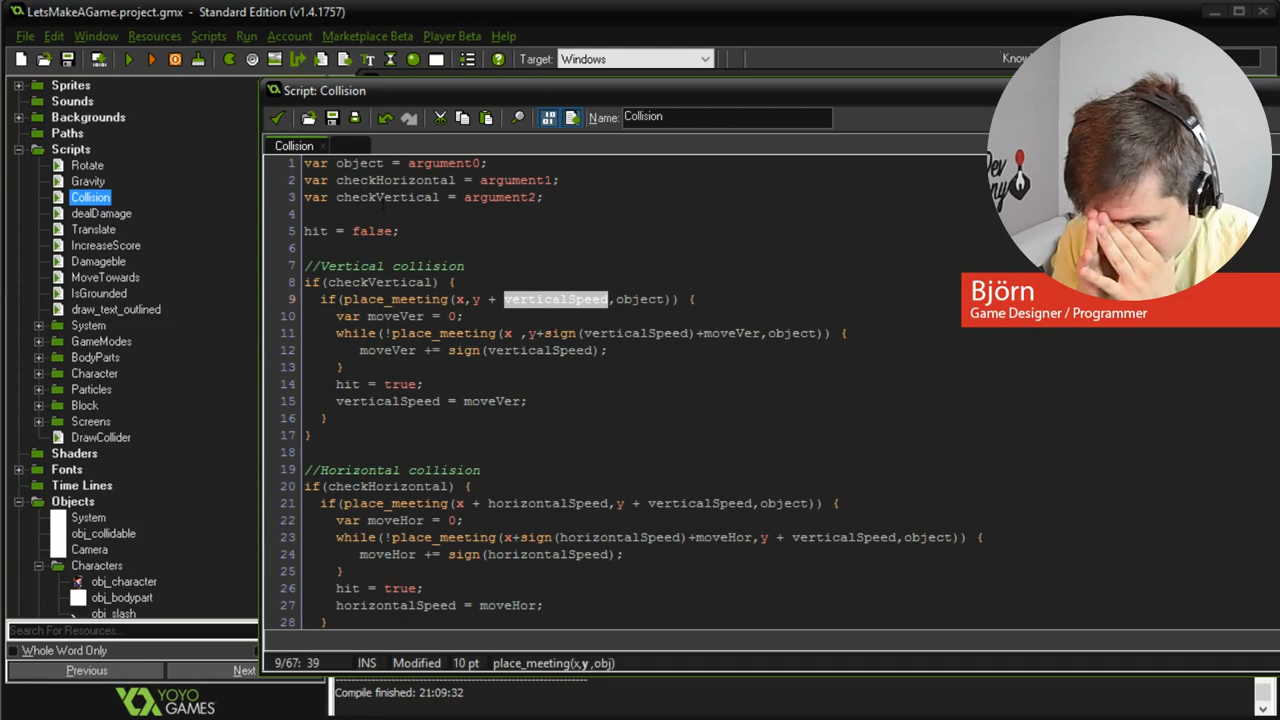 LetsMakeAGame.project.gmx - Standard Edition (v1.4.1757)
File Edit Window Resources Scripts Run Account Marketplace Beta Player Beta Help
Target: Windows
Script: Collision
Name: Collision
Collision
Sprites
Sounds
Backgrounds
Paths
Scripts
Rotate
Gravity
Collision
dealDamage
Translate
IncreaseScore
Damageble
MoveTowards
IsGrounded
draw_text_outlined
System
GameModes
BodyParts
Character
Particles
Block
Screens
DrawCollider
Shaders
Fonts
Time Lines
Objects
System
obj_collidable
Camera
Characters
obj_character
obj_bodypart
obj_slash
Search For Resources...
Whole Word Only
Previous Next
YOYO
GAMES™
1 var object = argument0;
2 var checkHorizontal = argument1;
3 var checkVertical = argument2;
4
5 hit = false;
6
7 //Vertical collision
8 if(checkVertical) {
9 if(place_meeting(x,y + verticalSpeed,object)) {
10 var moveVer = 0;
11 while(!place_meeting(x ,y+sign(verticalSpeed)+moveVer,object)) {
12 moveVer += sign(verticalSpeed);
13 }
14 hit = true;
15 verticalSpeed = moveVer;
16 }
17 }
18
19 //Horizontal collision
20 if(checkHorizontal) {
21 if(place_meeting(x + horizontalSpeed,y + verticalSpeed,object)) {
22 var moveHor = 0;
23 while(!place_meeting(x+sign(horizontalSpeed)+moveHor,y + verticalSpeed,object)) {
24 moveHor += sign(horizontalSpeed);
25 }
26 hit = true;
27 horizontalSpeed = moveHor;
28 }
9/67: 39 INS Modified 10 pt place_meeting(x,y,obj)
Compile finished: 21:09:32
Björn
Game Designer / Programmer